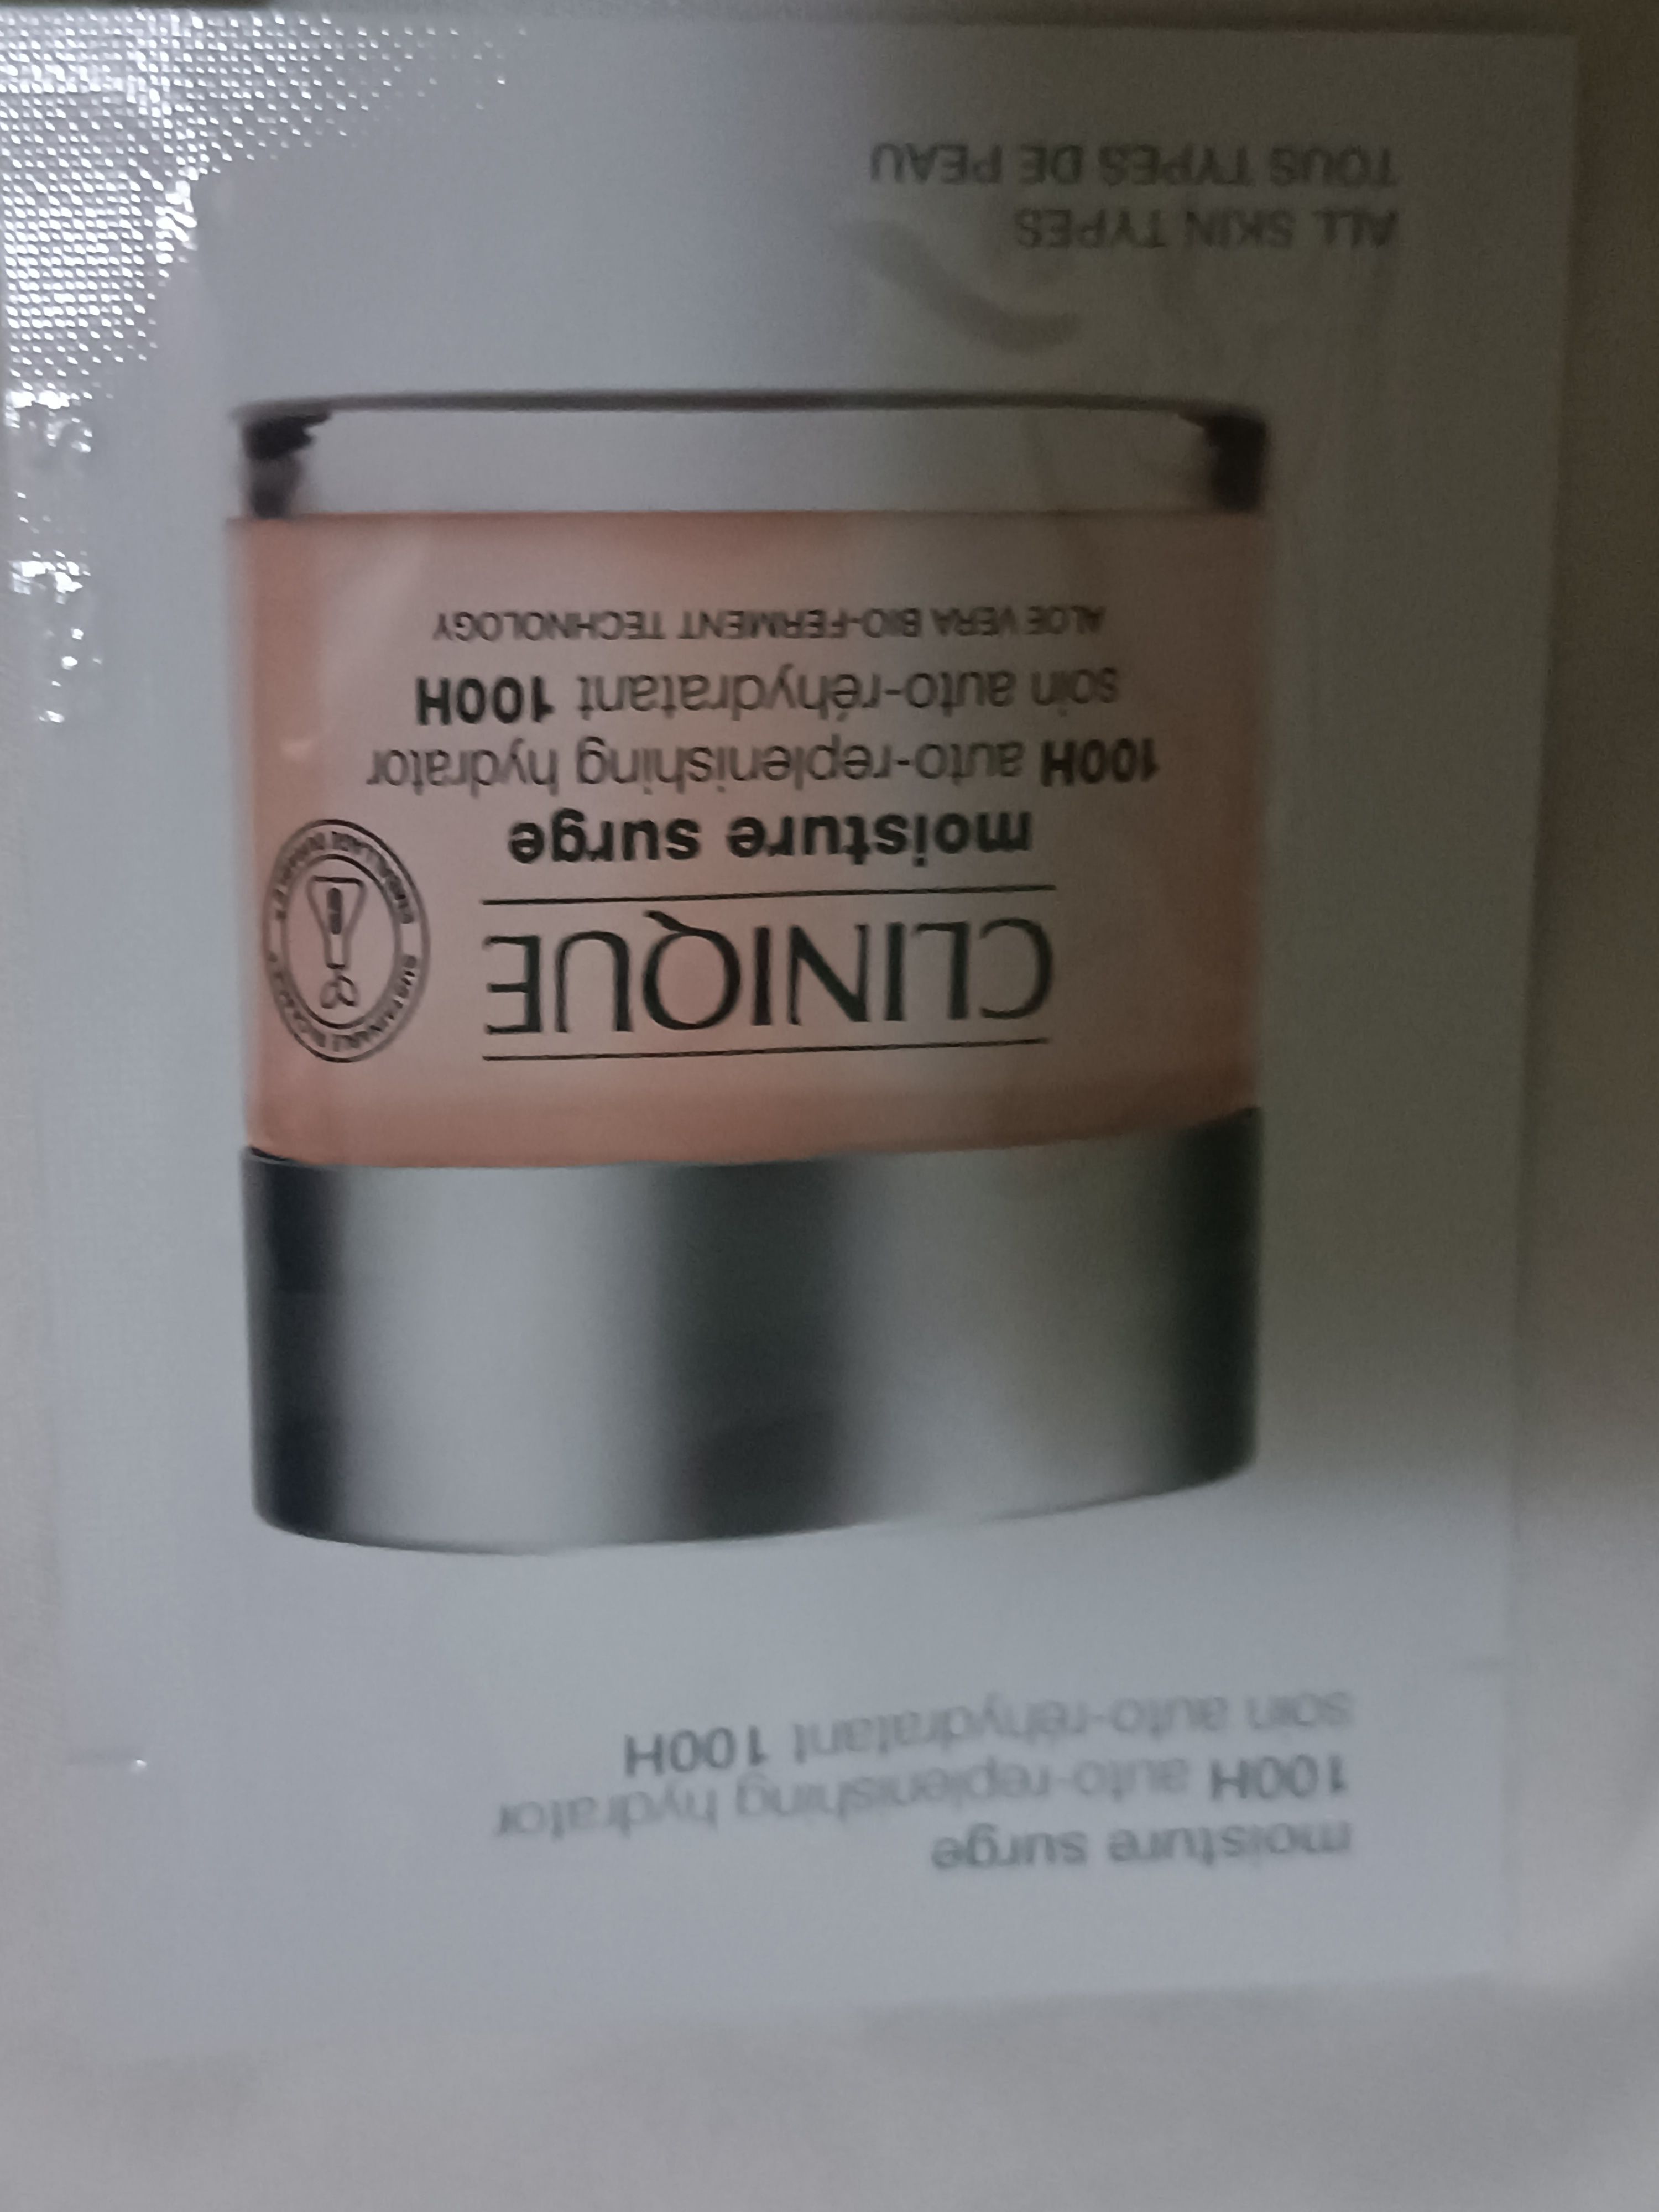 moisture surge
100H auto-replenishing hydrator
soin auto-réhydratant 100H
CLINIQUE
moisture surge
100H auto-replenishing hydrator
soin auto-réhydratant 100H
ALOE VERA BIO-FERMENT TECHNOLOGY
ALL SKIN TYPES
TOUS TYPES DE PEAU